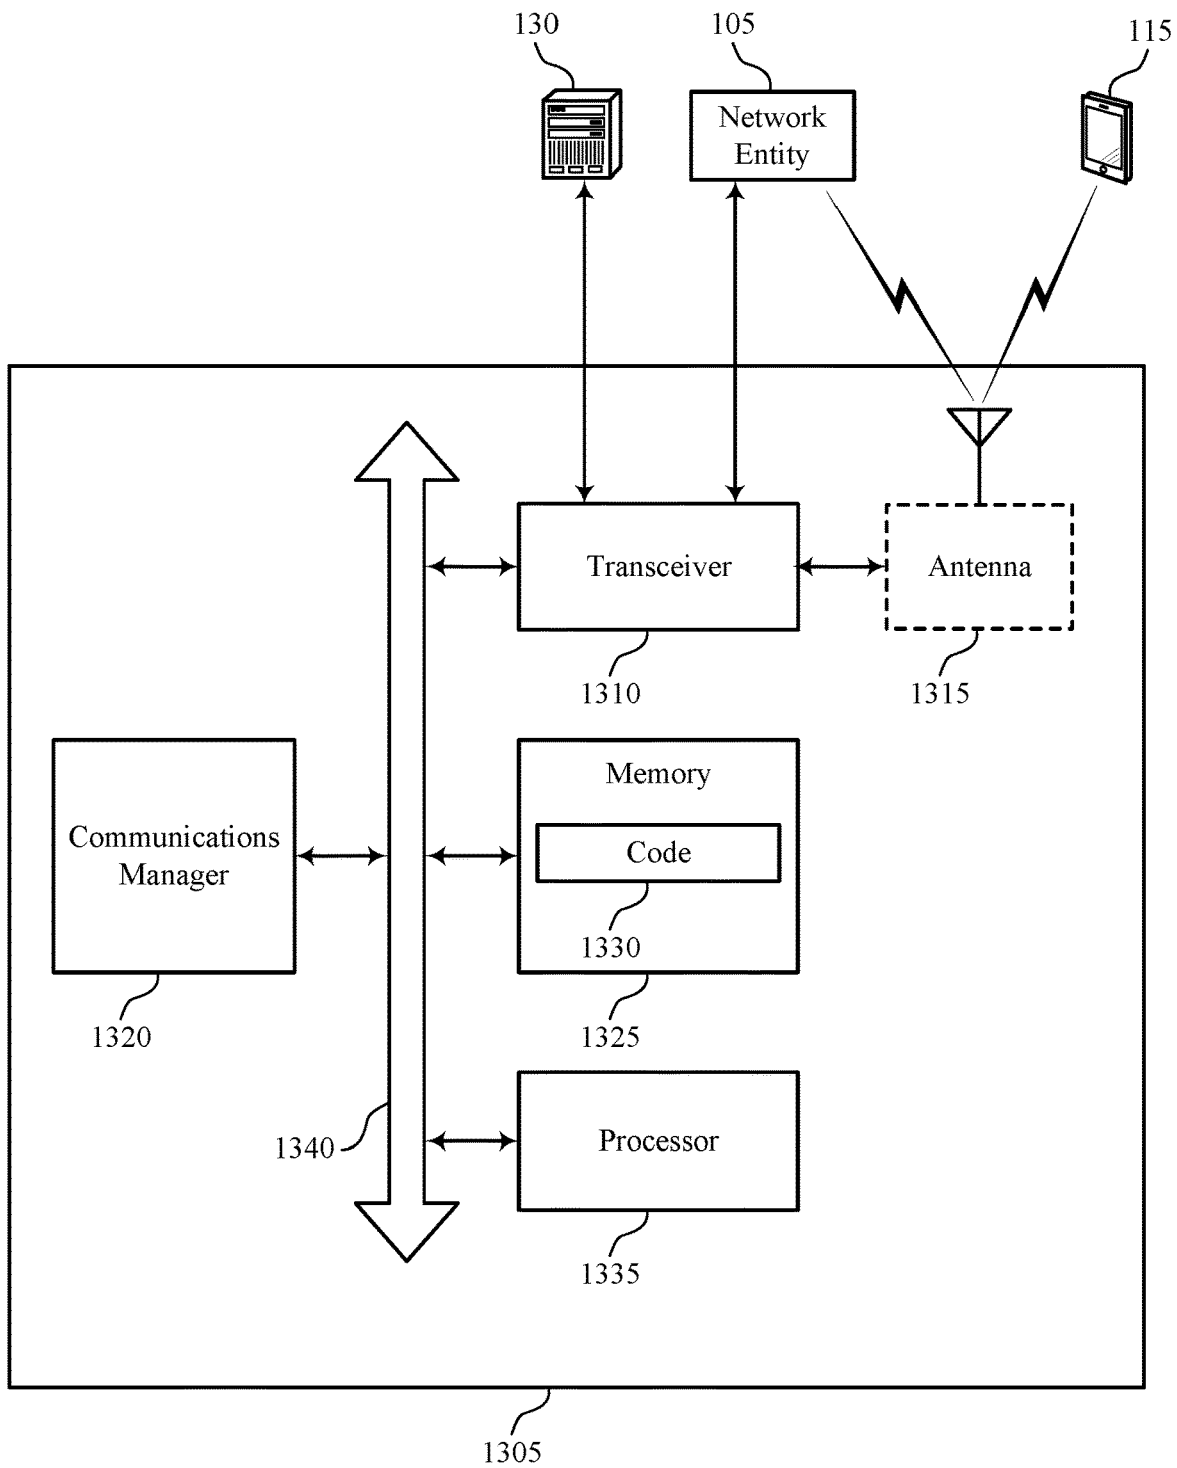 130
105
115
Network
Entity
Transceiver
Antenna
1310
1315
Memory
Communications
Manager
Code
1330
1320
1325
1340
Processor
1335
1305